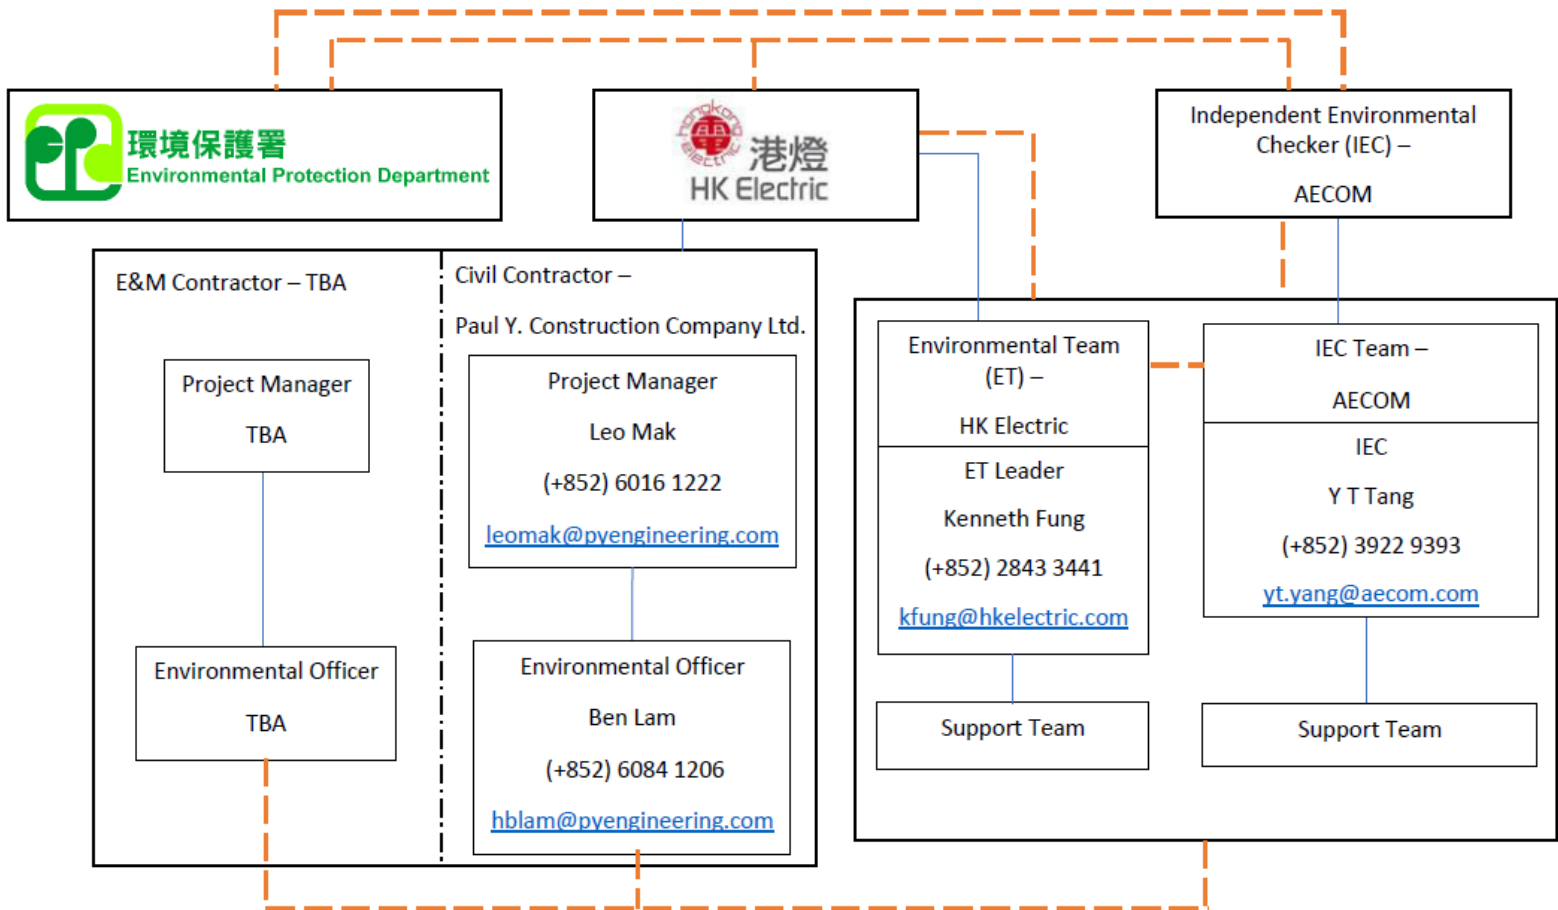 環境保護署
Environmental Protection Department
hongkong
electric
港燈
HK Electric
Independent Environmental
Checker (IEC) –
AECOM
E&M Contractor – TBA
Project Manager
TBA
Environmental Officer
TBA
Civil Contractor –
Paul Y. Construction Company Ltd.
Project Manager
Leo Mak
(+852) 6016 1222
leomak@pyengineering.com
Environmental Officer
Ben Lam
(+852) 6084 1206
hblam@pyengineering.com
Environmental Team
(ET) –
HK Electric
ET Leader
Kenneth Fung
(+852) 2843 3441
kfung@hkelectric.com
Support Team
IEC Team –
AECOM
IEC
Y T Tang
(+852) 3922 9393
yt.yang@aecom.com
Support Team